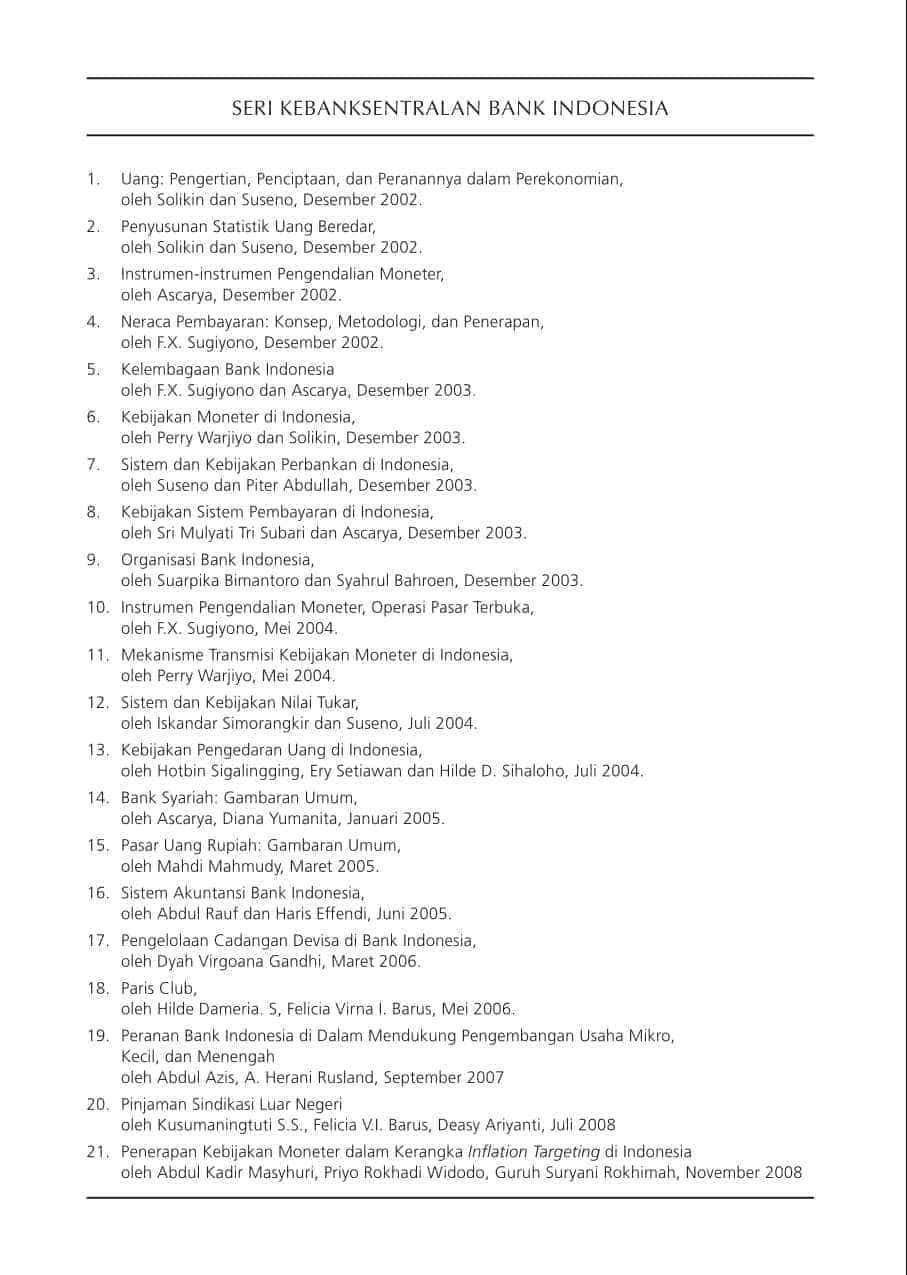 SERI KEBANKSENTRALAN BANK INDONESIA
1. Uang: Pengertian, Penciptaan, dan Peranannya dalam Perekonomian,
oleh Solikin dan Suseno, Desember 2002.
2. Penyusunan Statistik Uang Beredar,
oleh Solikin dan Suseno, Desember 2002.
3. Instrumen-instrumen Pengendalian Moneter,
oleh Ascarya, Desember 2002.
4. Neraca Pembayaran: Konsep, Metodologi, dan Penerapan,
oleh F.X. Sugiyono, Desember 2002.
5. Kelembagaan Bank Indonesia
oleh F.X. Sugiyono dan Ascarya, Desember 2003.
6. Kebijakan Moneter di Indonesia,
oleh Perry Warjiyo dan Solikin, Desember 2003.
7. Sistem dan Kebijakan Perbankan di Indonesia,
oleh Suseno dan Piter Abdullah, Desember 2003.
8. Kebijakan Sistem Pembayaran di Indonesia,
oleh Sri Mulyati Tri Subari dan Ascarya, Desember 2003.
9. Organisasi Bank Indonesia,
oleh Suarpika Bimantoro dan Syahrul Bahroen, Desember 2003.
10. Instrumen Pengendalian Moneter, Operasi Pasar Terbuka,
oleh F.X. Sugiyono, Mei 2004.
11. Mekanisme Transmisi Kebijakan Moneter di Indonesia,
oleh Perry Warjiyo, Mei 2004.
12. Sistem dan Kebijakan Nilai Tukar,
oleh Iskandar Simorangkir dan Suseno, Juli 2004.
13. Kebijakan Pengedaran Uang di Indonesia,
oleh Hotbin Sigalingging, Ery Setiawan dan Hilde D. Sihaloho, Juli 2004.
14. Bank Syariah: Gambaran Umum,
oleh Ascarya, Diana Yumanita, Januari 2005.
15. Pasar Uang Rupiah: Gambaran Umum,
oleh Mahdi Mahmudy, Maret 2005.
16. Sistem Akuntansi Bank Indonesia,
oleh Abdul Rauf dan Haris Effendi, Juni 2005.
17. Pengelolaan Cadangan Devisa di Bank Indonesia,
oleh Dyah Virgoana Gandhi, Maret 2006.
18. Paris Club,
oleh Hilde Dameria. S, Felicia Virna I. Barus, Mei 2006.
19. Peranan Bank Indonesia di Dalam Mendukung Pengembangan Usaha Mikro,
Kecil, dan Menengah
oleh Abdul Azis, A. Herani Rusland, September 2007
20. Pinjaman Sindikasi Luar Negeri
oleh Kusumaningtuti S.S., Felicia V.I. Barus, Deasy Ariyanti, Juli 2008
21. Penerapan Kebijakan Moneter dalam Kerangka Inflation Targeting di Indonesia
oleh Abdul Kadir Masyhuri, Priyo Rokhadi Widodo, Guruh Suryani Rokhimah, November 2008